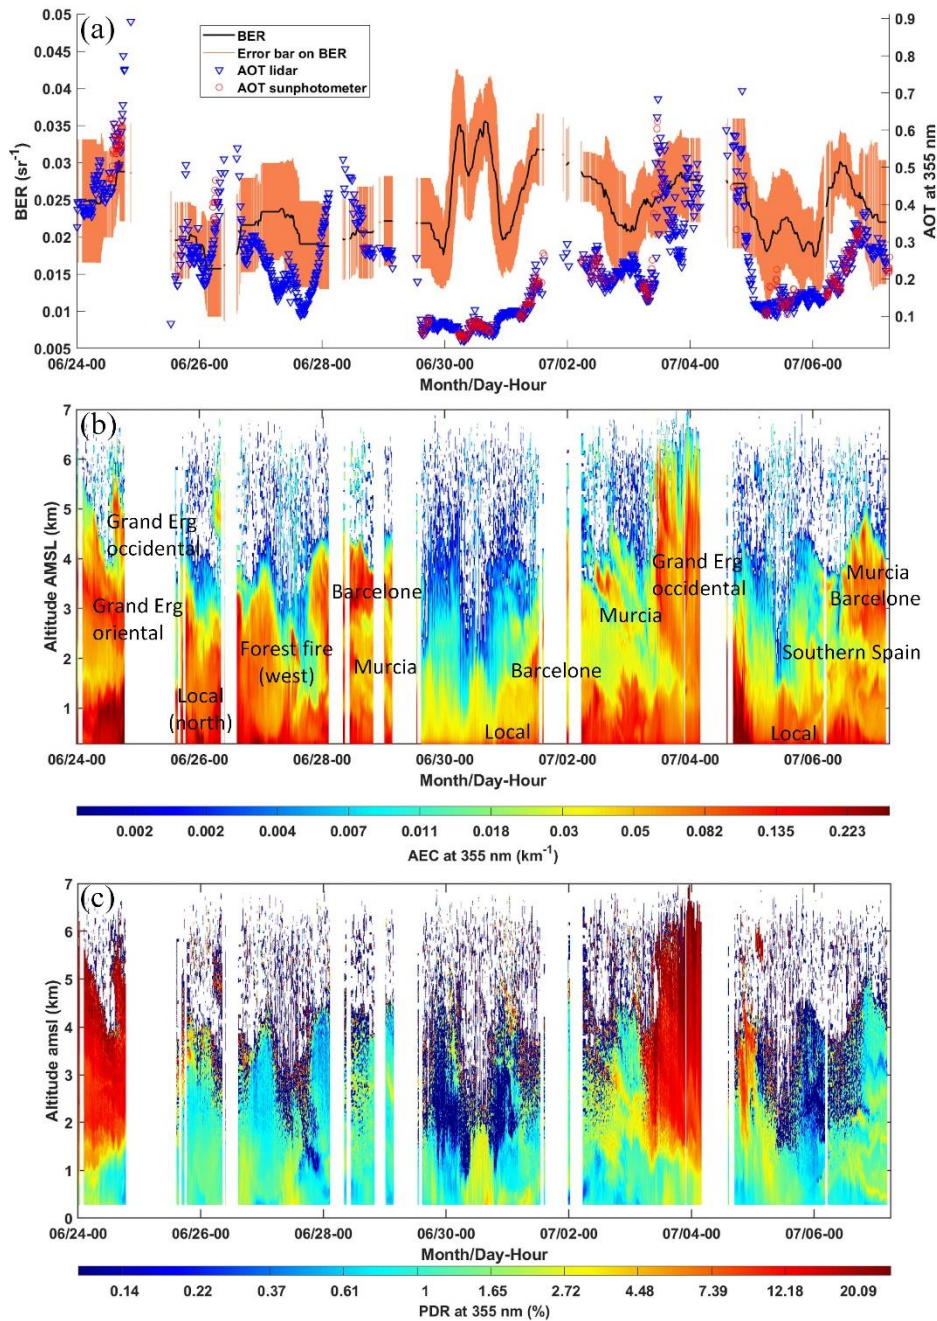 (a)
0.05
0.045
0.04
0.035
0.03
0.025
0.02
0.015
0.01
0.005
BER (sr-1)
BER
Error bar on BER
AOT lidar
AOT sunphotometer
0.9
0.8
0.7
0.6
0.5
0.4
0.3
0.2
0.1
AOT at 355 nm
06/24-00 06/26-00 06/28-00 06/30-00 07/02-00 07/04-00 07/06-00
Month/Day-Hour
(b)
7
6
5
4
3
2
1
Altitude AMSL (km)
Grand Erg
occidental
Grand Erg
oriental
Local
(north)
Forest fire
(west)
Barcelone
Murcia
Barcelone
Local
Murcia
Grand Erg
occidental
Murcia
Barcelone
Southern Spain
Local
06/24-00 06/26-00 06/28-00 06/30-00 07/02-00 07/04-00 07/06-00
Month/Day-Hour
0.002 0.002 0.004 0.007 0.011 0.018 0.03 0.05 0.082 0.135 0.223
AEC at 355 nm (km-1)
(c)
7
6
5
4
3
2
1
0
Altitude amsl (km)
06/24-00 06/26-00 06/28-00 06/30-00 07/02-00 07/04-00 07/06-00
Month/Day-Hour
0.14 0.22 0.37 0.61 1 1.65 2.72 4.48 7.39 12.18 20.09
PDR at 355 nm (%)